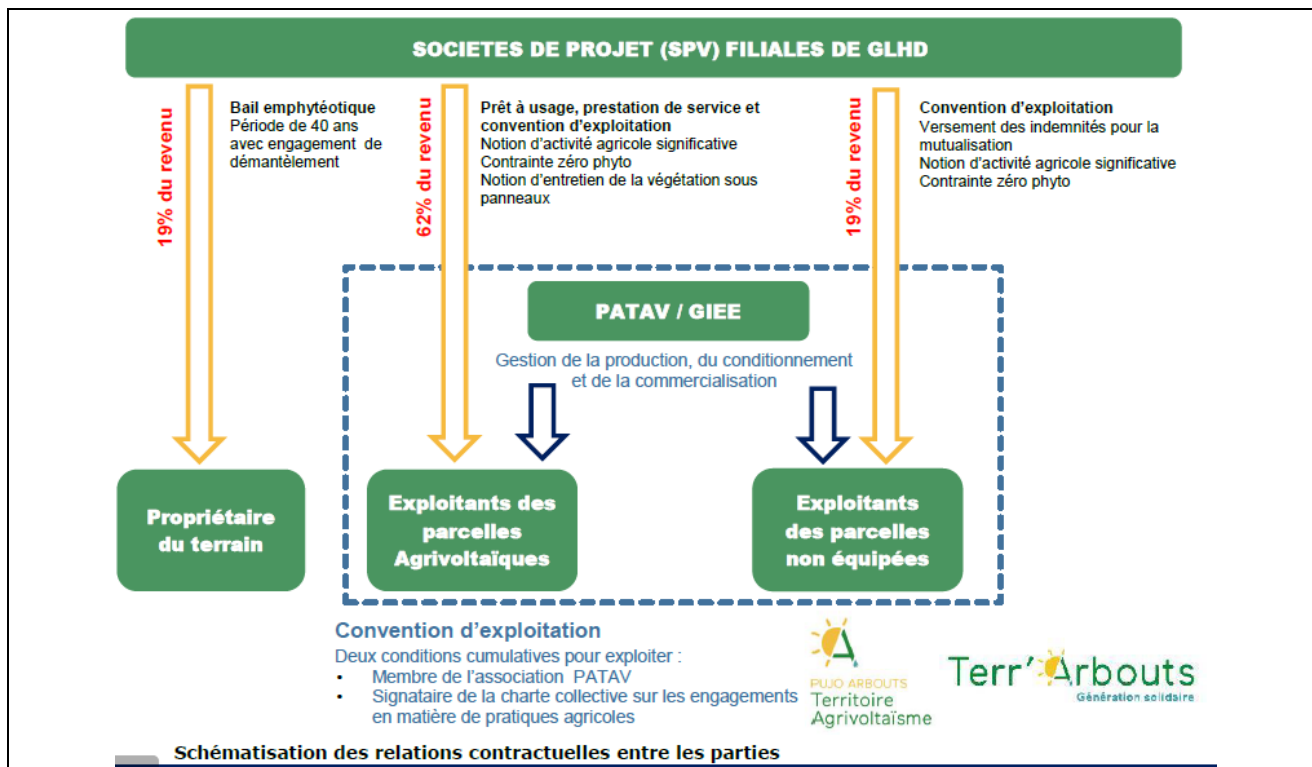 SOCIETES DE PROJET (SPV) FILIALES DE GLHD
19% du revenu
Bail emphytéotique
Période de 40 ans
avec engagement de
démantèlement
62% du revenu
Prêt à usage, prestation de service et
convention d'exploitation
Notion d'activité agricole significative
Contrainte zéro phyto
Notion d'entretien de la végétation sous
panneaux
19% du revenu
Convention d'exploitation
Versement des indemnités pour la
mutualisation
Notion d'activité agricole significative
Contrainte zéro phyto
PATAV / GIEE
Gestion de la production, du conditionnement
et de la commercialisation
Propriétaire
du terrain
Exploitants des
parcelles
Agrivoltaïques
Exploitants
des parcelles
non équipées
Convention d'exploitation
Deux conditions cumulatives pour exploiter :
• Membre de l'association PATAV
• Signataire de la charte collective sur les engagements
en matière de pratiques agricoles
PUJO ARBOUTS
Territoire
Agrivoltaïsme
Terr'Arbouts
Génération solidaire
Schématisation des relations contractuelles entre les parties